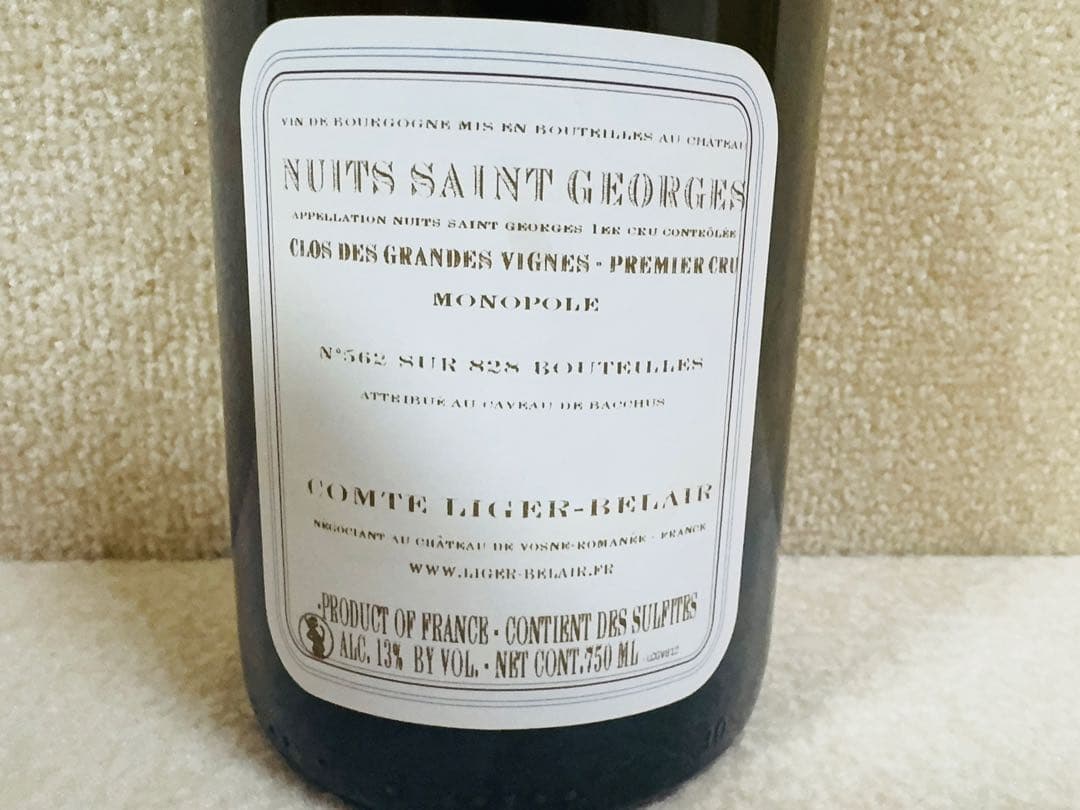 VIN DE BOURGOGNE MIS EN BOUTEILLES AU CHÂTEAU
NUITS SAINT GEORGES
APPELLATION NUITS SAINT GEORGES 1ER CRU CONTRÔLÉE
CLOS DES GRANDES VIGNES - PREMIER CRU
MONOPOLE
N°562 SUR 828 BOUTEILLES
ATTRIBUÉ AU CAVEAU DE BACCHUS
COMTE LIGER-BELAIR
NÉGOCIANT AU CHÂTEAU DE VOSNE-ROMANÉE - FRANCE
WWW.LIGER-BELAIR.FR
-PRODUCT OF FRANCE - CONTIENT DES SULFITES
ALC. 13% BY VOL. - NET CONT.750 ML